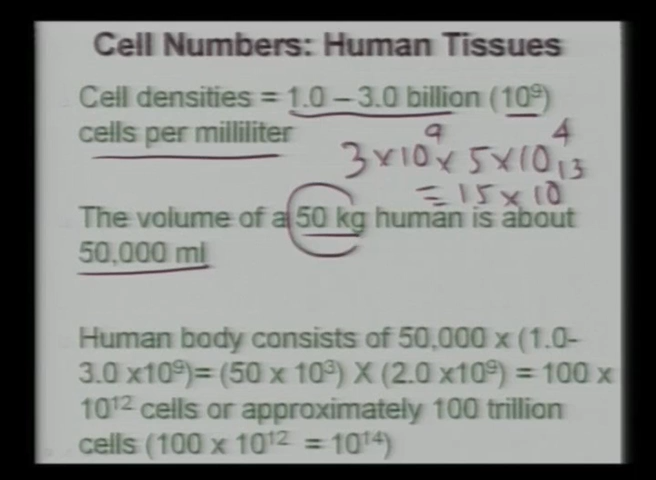 Cell Numbers: Human Tissues
Cell densities = 1.0 – 3.0 billion (10⁹)
cells per milliliter
3 x 10⁹ x 5 x 10⁴
= 15 x 10¹³
The volume of a 50 kg human is about
50,000 ml
Human body consists of 50,000 x (1.0-
3.0 x10⁹)= (50 x 10³) X (2.0 x10⁹) = 100 x
10¹² cells or approximately 100 trillion
cells (100 x 10¹² = 10¹⁴)